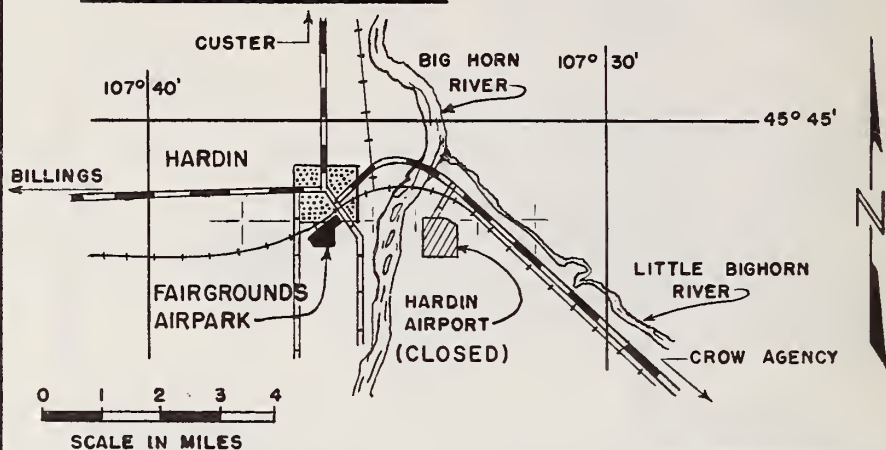 CUSTER
BIG HORN
RIVER
107° 30'
107° 40'
45° 45'
HARDIN
BILLINGS
N
LITTLE BIGHORN
RIVER
FAIRGROUNDS
AIRPARK
HARDIN
AIRPORT
(CLOSED)
CROW AGENCY
0 1 2 3 4
SCALE IN MILES